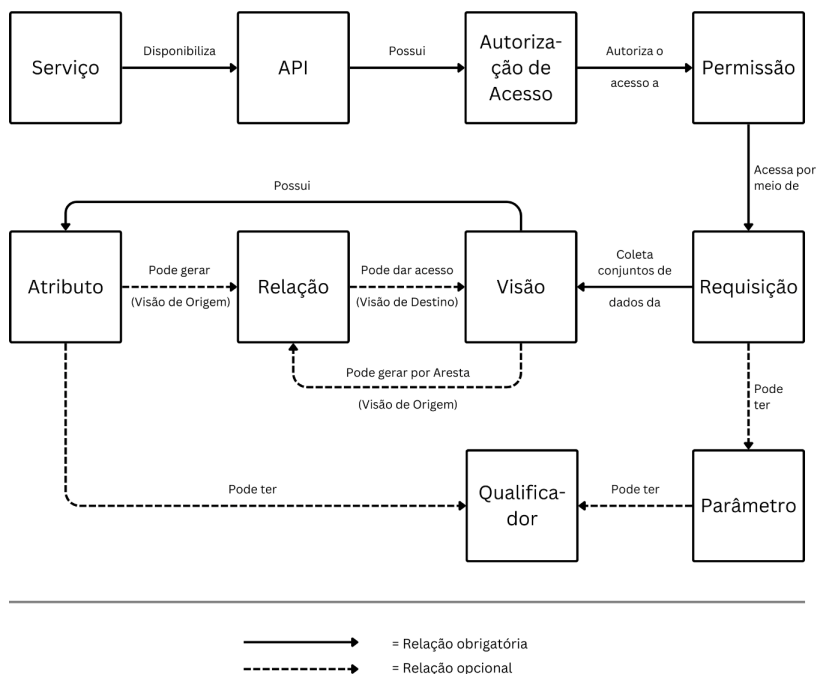 Serviço
Disponibiliza
API
Possui
Autoriza-
ção de
Acesso
Autoriza o
acesso a
Permissão
Acessa por
meio de
Possui
Atributo
Pode gerar
(Visão de Origem)
Relação
Pode dar acesso
(Visão de Destino)
Visão
Coleta
conjuntos de
dados da
Requisição
Pode gerar por Aresta
(Visão de Origem)
Pode
ter
Pode ter
Qualifica-
dor
Pode ter
Parâmetro
= Relação obrigatória
= Relação opcional